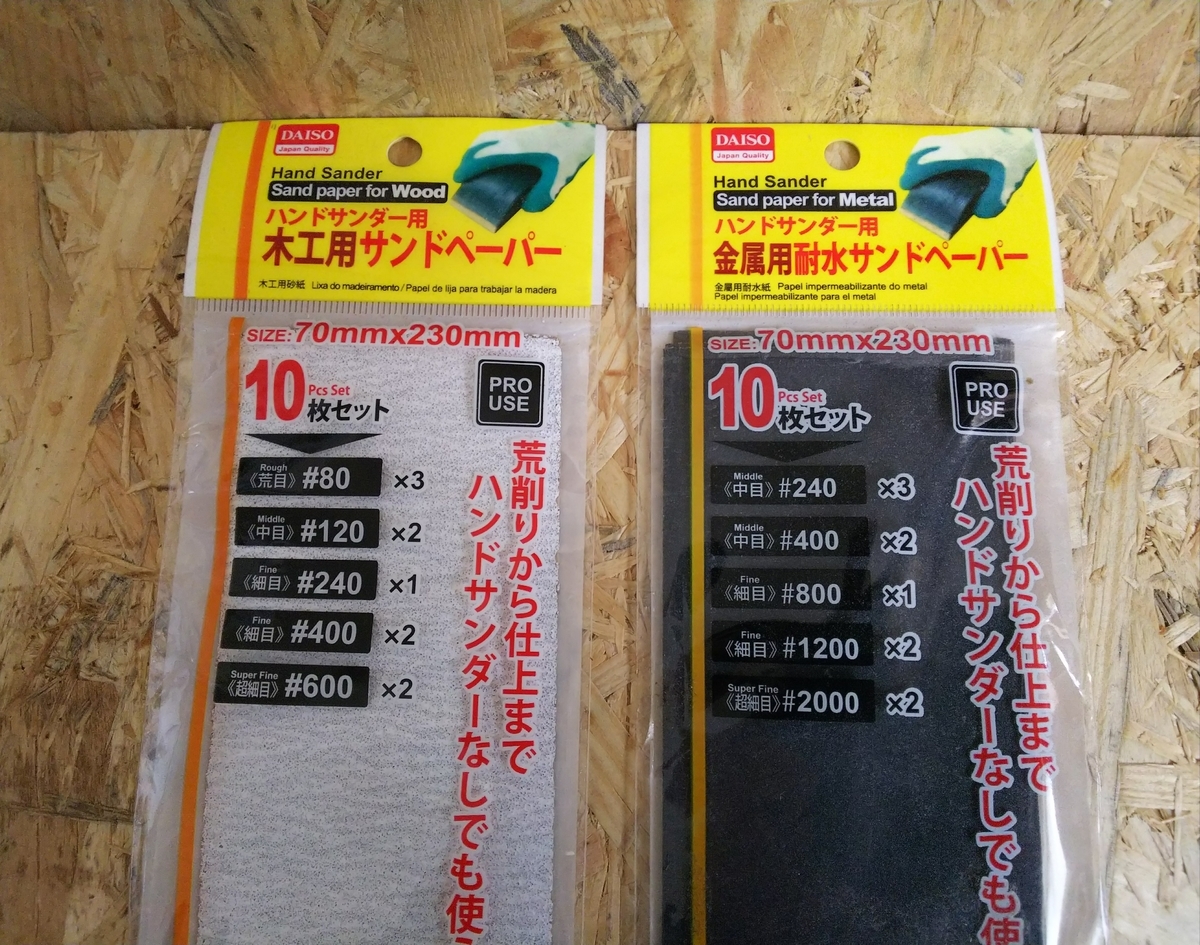 DAISO
Japan Quality
Hand Sander
Sand paper for Wood
ハンドサンダー用
木工用サンドペーパー
木工用砂紙 Lixa do madeiramento / Papel de lija para trabajar la madera
SIZE:70mmx230mm
10 Pcs Set
枚セット
PRO
USE
Rough
《荒目》#80 ×3
Middle
《中目》#120 ×2
Fine
《細目》#240 ×1
Fine
《細目》#400 ×2
Super Fine
《超細目》#600 ×2
荒削りから仕上まで
ハンドサンダーなしでも使
DAISO
Japan Quality
Hand Sander
Sand paper for Metal
ハンドサンダー用
金属用耐水サンドペーパー
金屬用耐水紙 Papel impermeabilizante do metal
Papel impermeabilizante para el metal
SIZE:70mmx230mm
10 Pcs Set
枚セット
PRO
USE
Middle
《中目》#240 ×3
Middle
《中目》#400 ×2
Fine
《細目》#800 ×1
Fine
《細目》#1200 ×2
Super Fine
《超細目》#2000 ×2
荒削りから仕上まで
ハンドサンダーなしでも使